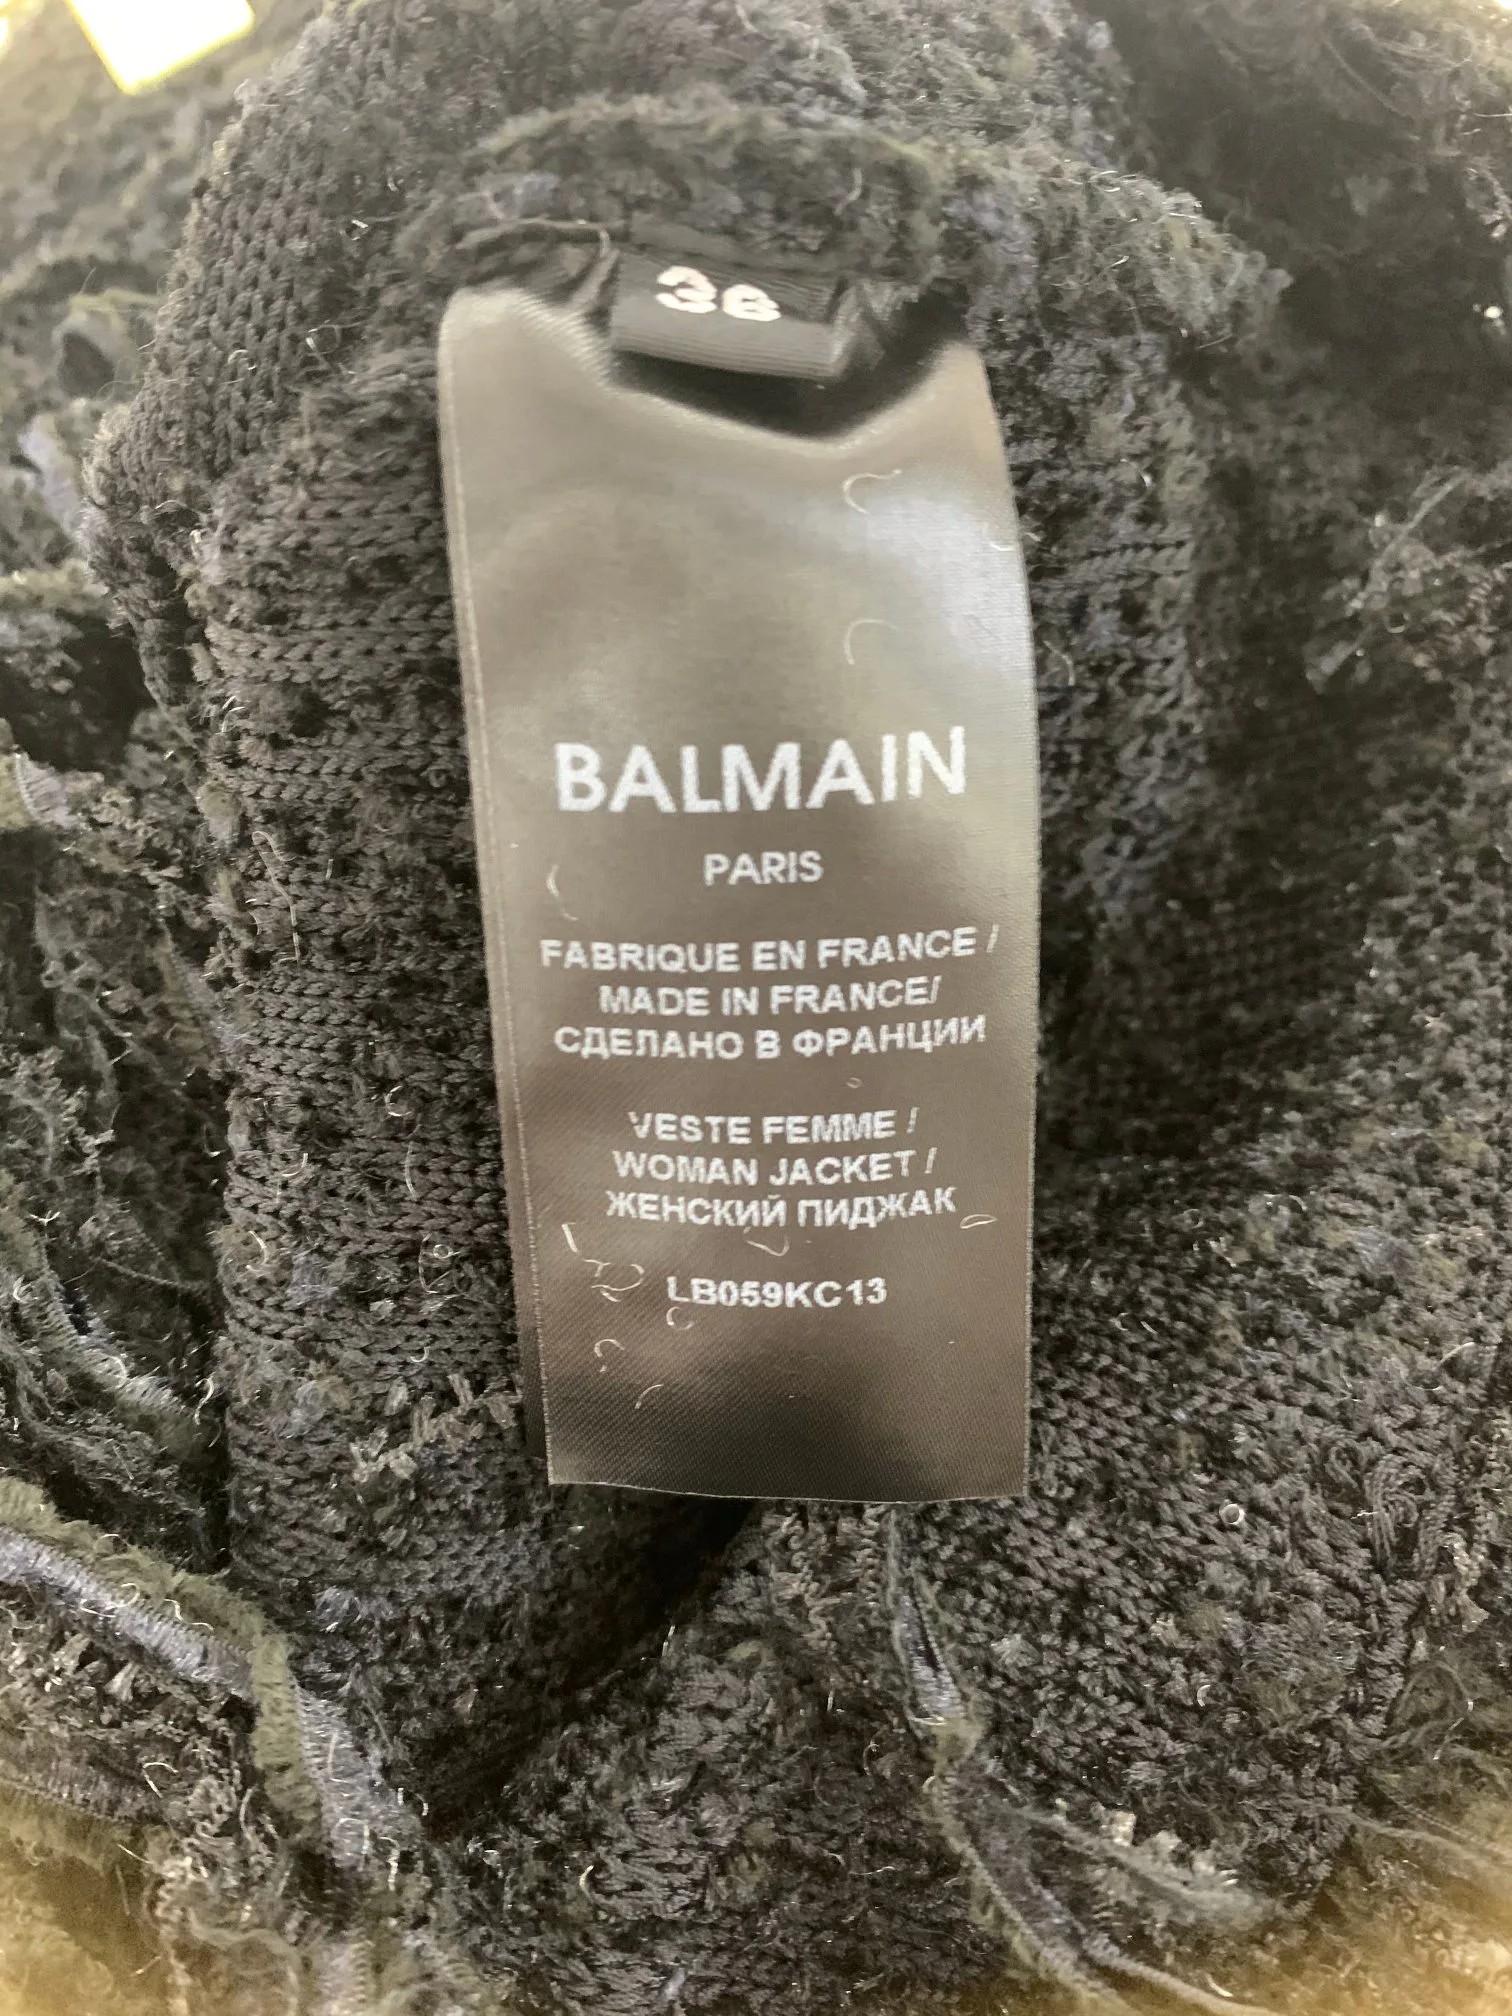 36
BALMAIN
PARIS
FABRIQUE EN FRANCE /
MADE IN FRANCE/
СДЕЛАНО В ФРАНЦИИ
VESTE FEMME /
WOMAN JACKET /
ЖЕНСКИЙ ПИДЖАК
LB059KC13